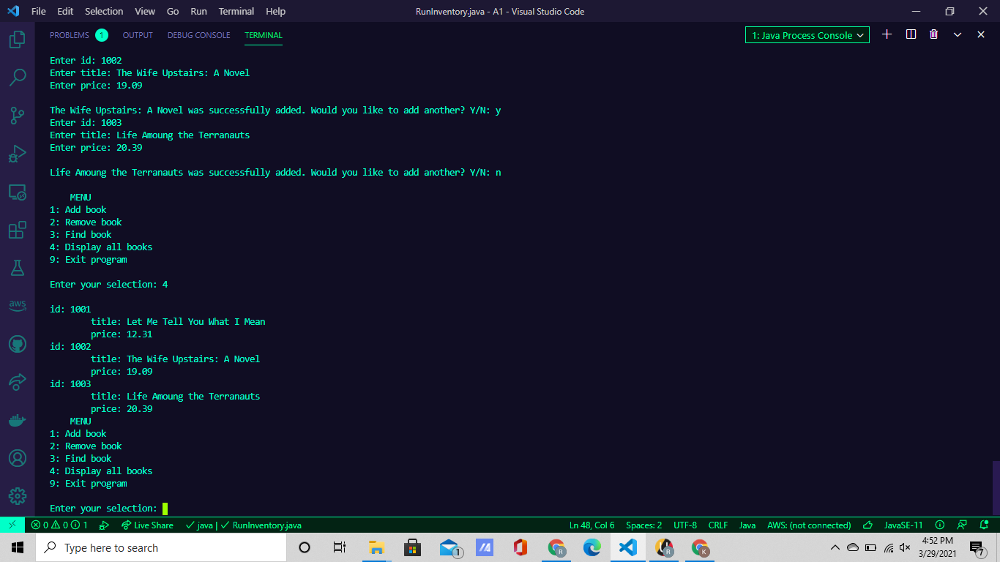 File Edit Selection View Go Run Terminal Help RunInventory.java - A1 - Visual Studio Code
PROBLEMS 1 OUTPUT DEBUG CONSOLE TERMINAL 1: Java Process Console
Enter id: 1002
Enter title: The Wife Upstairs: A Novel
Enter price: 19.09
The Wife Upstairs: A Novel was successfully added. Would you like to add another? Y/N: y
Enter id: 1003
Enter title: Life Amoung the Terranauts
Enter price: 20.39
Life Amoung the Terranauts was successfully added. Would you like to add another? Y/N: n
MENU
1: Add book
2: Remove book
3: Find book
4: Display all books
9: Exit program
Enter your selection: 4
id: 1001
title: Let Me Tell You What I Mean
price: 12.31
id: 1002
title: The Wife Upstairs: A Novel
price: 19.09
id: 1003
title: Life Amoung the Terranauts
price: 20.39
MENU
1: Add book
2: Remove book
3: Find book
4: Display all books
9: Exit program
Enter your selection:
aws
0 0 1 Live Share java | RunInventory.java Ln 48, Col 6 Spaces: 2 UTF-8 CRLF Java AWS: (not connected) JavaSE-11
Type here to search 1 R R K 4:52 PM 7
3/29/2021